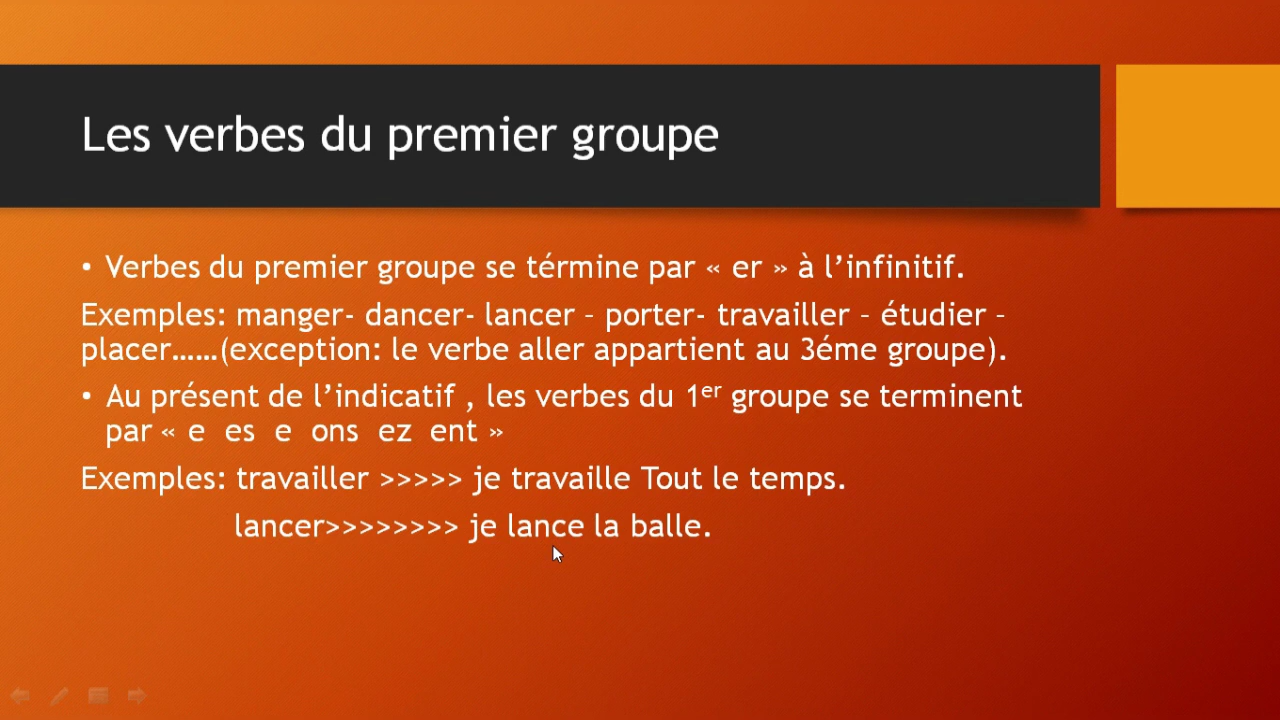 Les verbes du premier groupe
• Verbes du premier groupe se términe par « er » à l’infinitif.
Exemples: manger- dancer- lancer – porter- travailler – étudier –
placer……(exception: le verbe aller appartient au 3éme groupe).
• Au présent de l’indicatif , les verbes du 1er groupe se terminent
par « e es e ons ez ent »
Exemples: travailler >>>>> je travaille Tout le temps.
lancer>>>>>>>> je lance la balle.